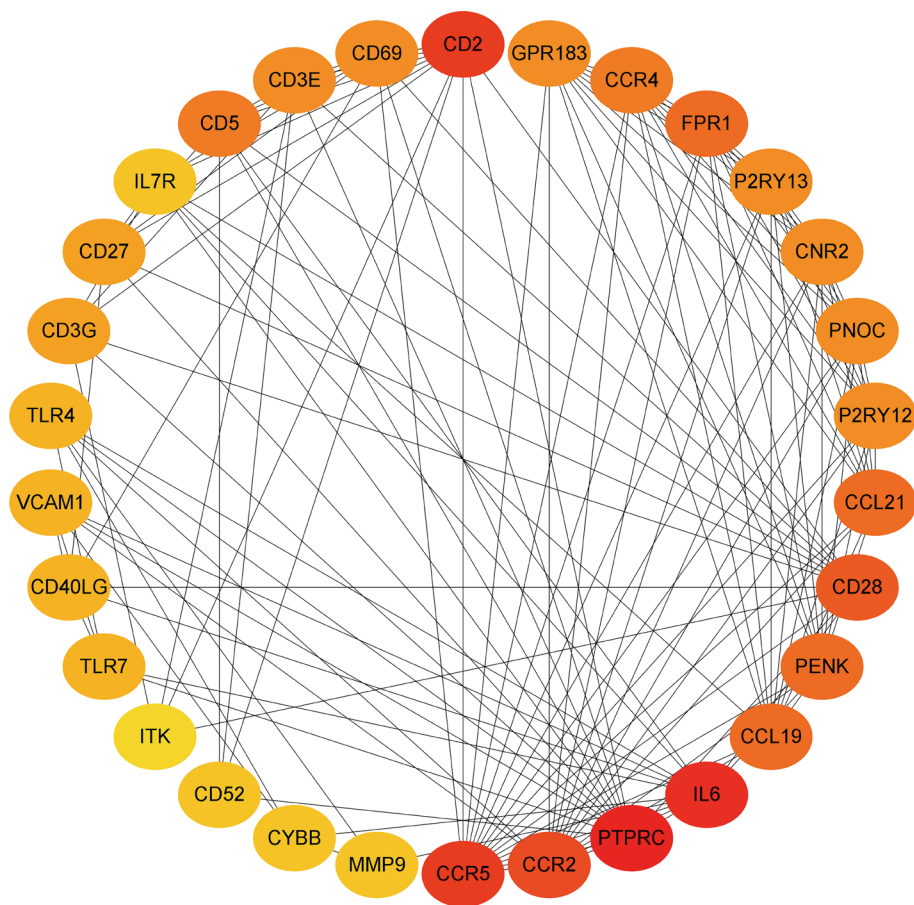 CD2
CD69
GPR183
CD3E
CCR4
CD5
FPR1
IL7R
P2RY13
CD27
CNR2
CD3G
PNOC
TLR4
P2RY12
VCAM1
CCL21
CD40LG
CD28
TLR7
PENK
ITK
CCL19
CD52
IL6
CYBB
PTPRC
MMP9
CCR2
CCR5